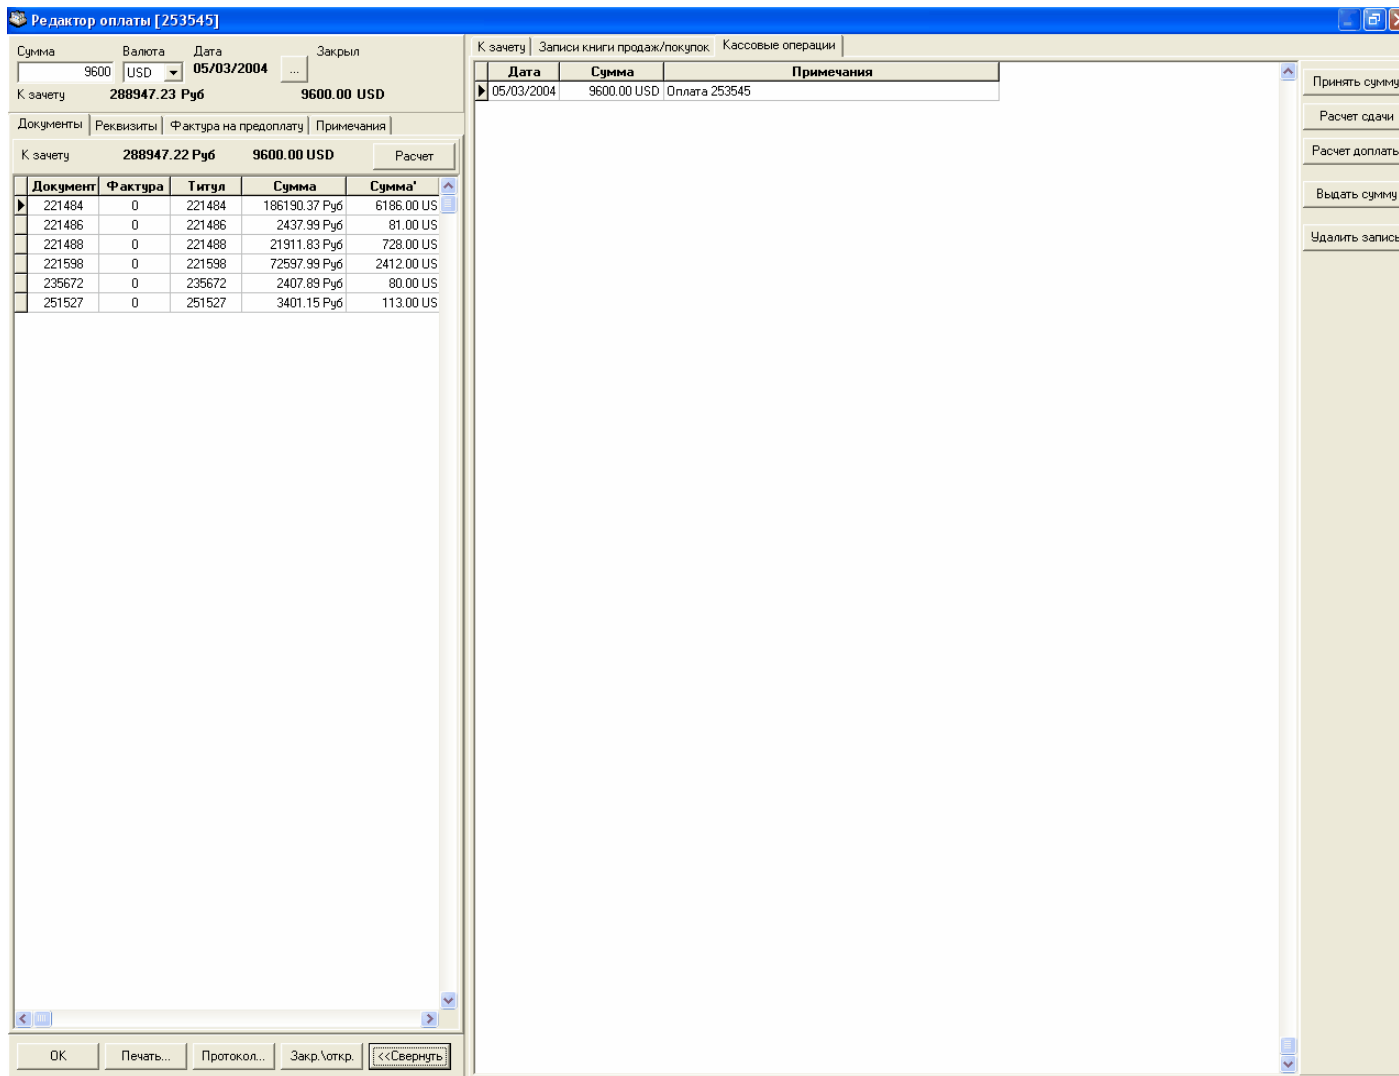 Редактор оплаты [253545]
Сумма Валюта Дата Закрыл
9600 USD 05/03/2004 ...
К зачету 288947.23 Руб 9600.00 USD
Документы Реквизиты Фактура на предоплату Примечания
К зачету 288947.22 Руб 9600.00 USD Расчет
Документ Фактура Титул Сумма Сумма'
221484 0 221484 186190.37 Руб 6186.00 US
221486 0 221486 2437.99 Руб 81.00 US
221488 0 221488 21911.83 Руб 728.00 US
221598 0 221598 72597.99 Руб 2412.00 US
235672 0 235672 2407.89 Руб 80.00 US
251527 0 251527 3401.15 Руб 113.00 US
OK Печать... Протокол... Закр.\откр. <<Свернуть
К зачету Записи книги продаж/покупок Кассовые операции
Дата Сумма Примечания
05/03/2004 9600.00 USD Оплата 253545
Принять сумму
Расчет сдачи
Расчет доплаты
Выдать сумму
Удалить запись